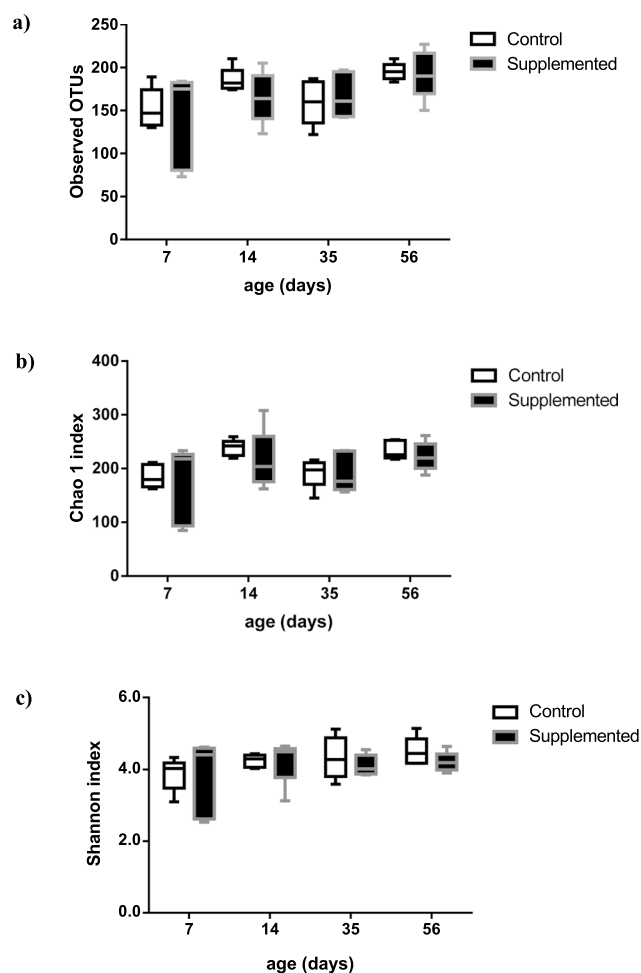 a)
250
200
150
100
50
0
Observed OTUs
7 14 35 56
age (days)
Control
Supplemented
b)
400
300
200
100
0
Chao 1 index
7 14 35 56
age (days)
Control
Supplemented
c)
6.0
4.0
2.0
0.0
Shannon index
7 14 35 56
age (days)
Control
Supplemented